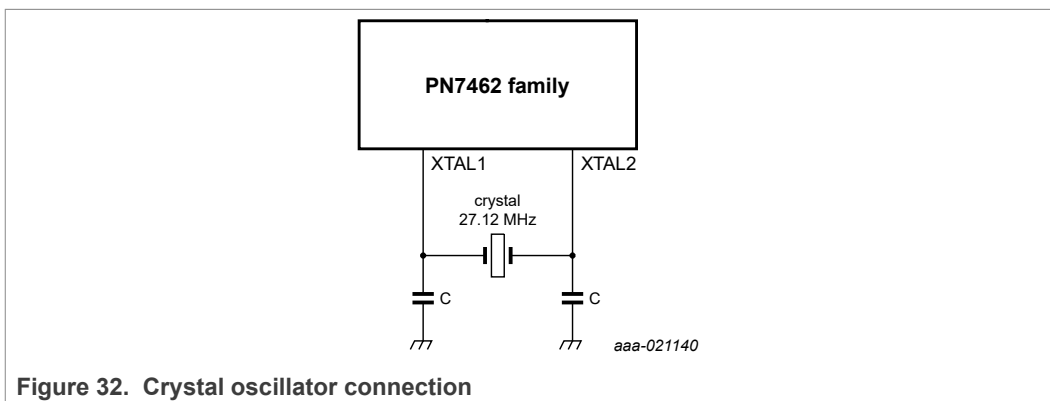 PN7462 family
XTAL1
XTAL2
crystal
27.12 MHz
C
C
aaa-021140
Figure 32. Crystal oscillator connection